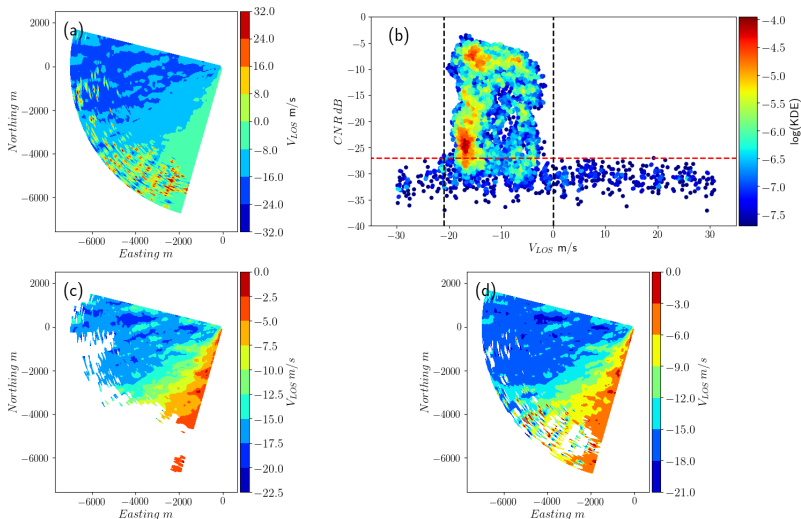 (a)
2500
0
−2000
−4000
−6000
Northing m
−6000 −4000 −2000 0
Easting m
32.0
24.0
16.0
8.0
0.0
−8.0
−16.0
−24.0
−32.0
V_LOS m/s
(b)
0
−5
−10
−15
−20
−25
−30
−35
−40
CNR dB
−30 −20 −10 0 10 20 30
V_LOS m/s
−4.0
−4.5
−5.0
−5.5
−6.0
−6.5
−7.0
−7.5
log(KDE)
(c)
2000
0
−2000
−4000
−6000
Northing m
−6000 −4000 −2000 0
Easting m
0.0
−2.5
−5.0
−7.5
−10.0
−12.5
−15.0
−17.5
−20.0
−22.5
V_LOS m/s
(d)
2000
0
−2000
−4000
−6000
Northing m
−6000 −4000 −2000 0
Easting m
0.0
−3.0
−6.0
−9.0
−12.0
−15.0
−18.0
−21.0
V_LOS m/s